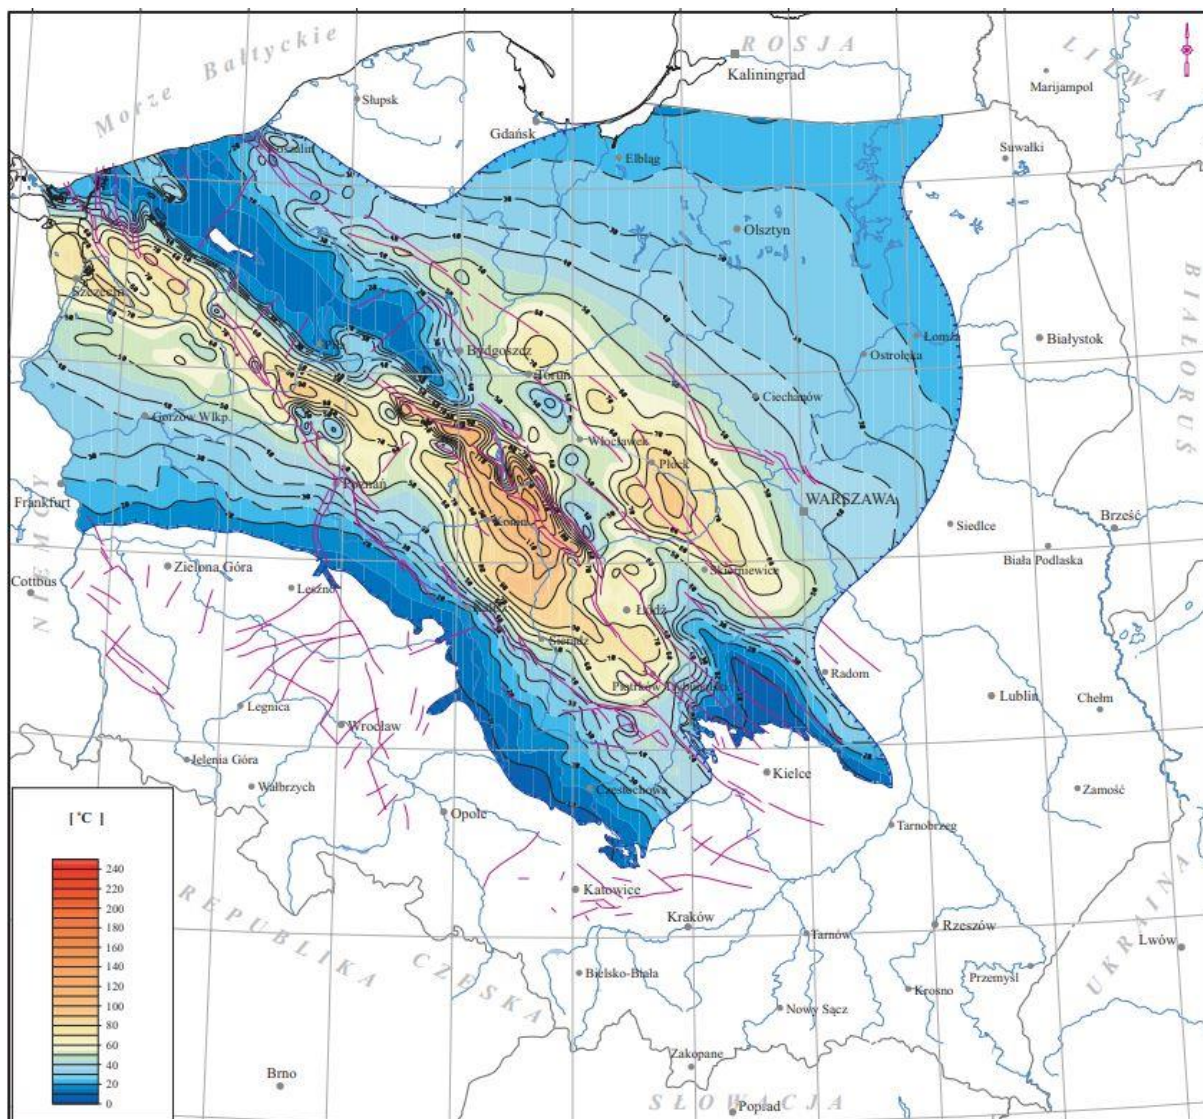 Morze Bałtyckie
ROSJA
LITWA
Kaliningrad
Marijampol
Słupsk
Gdańsk
Koszalin
Elbląg
Suwałki
Olsztyn
Szczecin
BIAŁORUŚ
Piła
Bydgoszcz
Łomża
Białystok
Ostrołęka
Toruń
Ciechanów
Gorzów Wlkp.
Włocławek
Płock
NIEMCY
Frankfurt
Poznań
WARSZAWA
Konin
Siedlce
Brześć
Biała Podlaska
Zielona Góra
Skierniewice
Cottbus
Leszno
Kalisz
Łódź
Sieradz
Radom
Piotrków Trybunalski
Lublin
Chełm
Legnica
Wrocław
Jelenia Góra
Kielce
Wałbrzych
Częstochowa
Zamość
Opole
Tarnobrzeg
[ °C ]
240
220
200
180
160
140
120
100
80
60
40
20
0
REPUBLIKA CZESKA
Katowice
Kraków
Tarnów
Rzeszów
Lwów
UKRAINA
Bielsko-Biała
Przemyśl
Krosno
Nowy Sącz
Zakopane
Brno
SŁOWACJA
Poprad